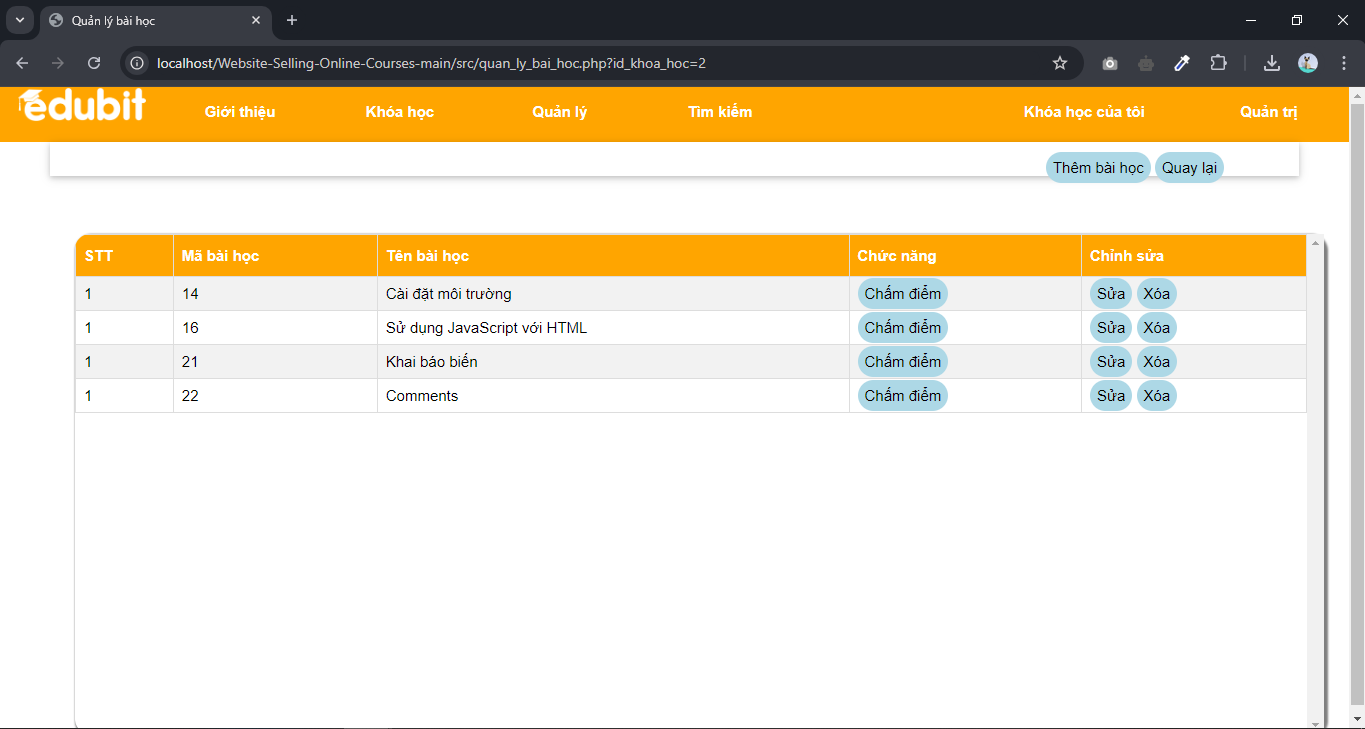 Quản lý bài học
localhost/Website-Selling-Online-Courses-main/src/quan_ly_bai_hoc.php?id_khoa_hoc=2
edubit Giới thiệu Khóa học Quản lý Tìm kiếm Khóa học của tôi Quản trị
Thêm bài học Quay lại
STT Mã bài học Tên bài học Chức năng Chỉnh sửa
1 14 Cài đặt môi trường Chấm điểm Sửa Xóa
1 16 Sử dụng JavaScript với HTML Chấm điểm Sửa Xóa
1 21 Khai báo biến Chấm điểm Sửa Xóa
1 22 Comments Chấm điểm Sửa Xóa